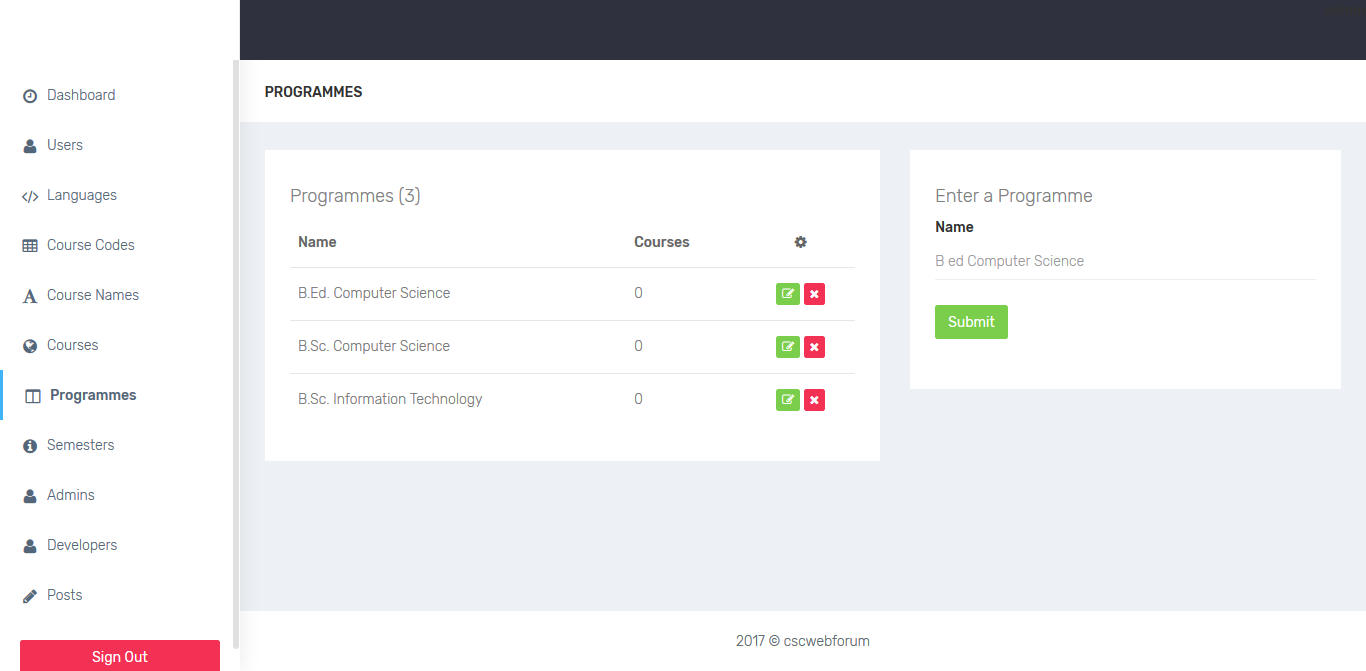 Dashboard
Users
Languages
Course Codes
Course Names
Courses
Programmes
Semesters
Admins
Developers
Posts
Sign Out
PROGRAMMES
Programmes (3)
Name Courses
B.Ed. Computer Science 0
B.Sc. Computer Science 0
B.Sc. Information Technology 0
Enter a Programme
Name
B ed Computer Science
Submit
2017 © cscwebforum